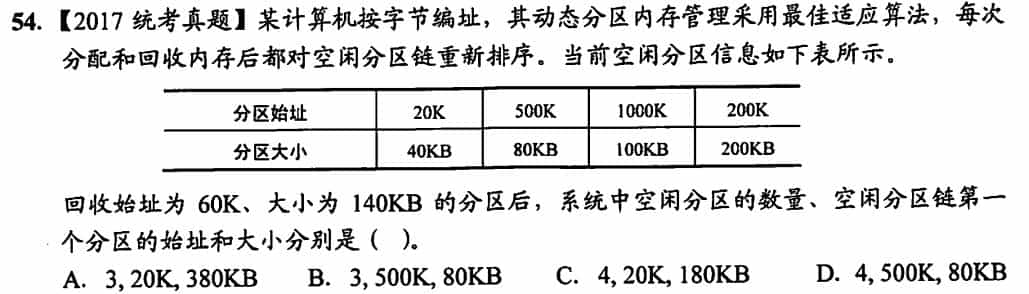 54.【2017 统考真题】某计算机按字节编址，其动态分区内存管理采用最佳适应算法，每次
分配和回收内存后都对空闲分区链重新排序。当前空闲分区信息如下表所示。
分区始址 20K 500K 1000K 200K
分区大小 40KB 80KB 100KB 200KB
回收始址为 60K、大小为 140KB 的分区后，系统中空闲分区的数量、空闲分区链第一
个分区的始址和大小分别是（ ）。
A. 3, 20K, 380KB B. 3, 500K, 80KB C. 4, 20K, 180KB D. 4, 500K, 80KB